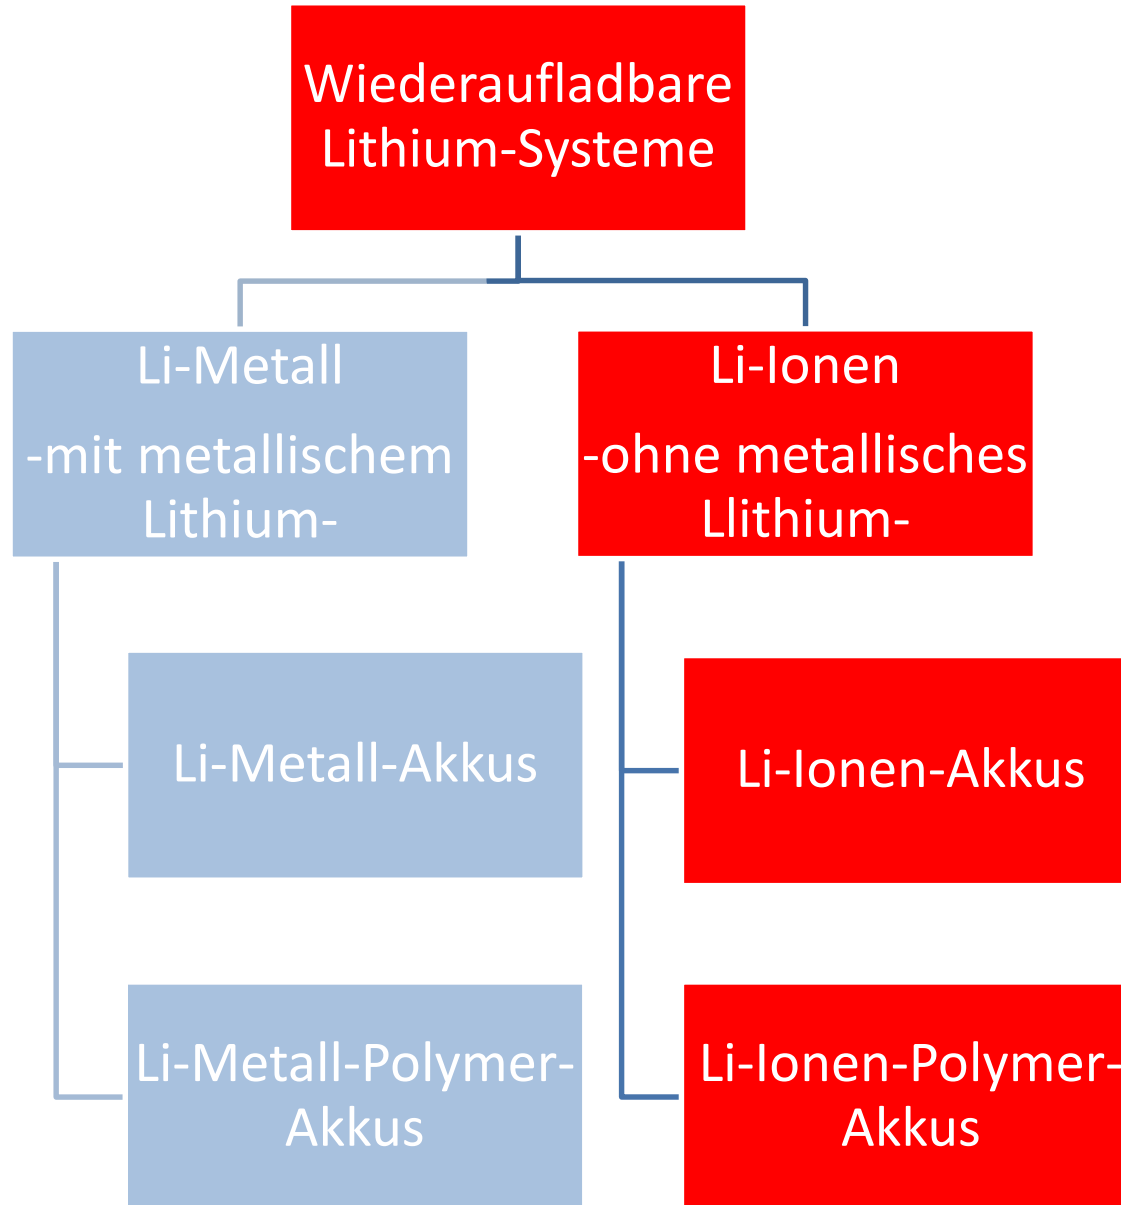 Wiederaufladbare
Lithium-Systeme
Li-Metall
-mit metallischem
Lithium-
Li-Ionen
-ohne metallisches
Llithium-
Li-Metall-Akkus
Li-Ionen-Akkus
Li-Metall-Polymer-
Akkus
Li-Ionen-Polymer-
Akkus